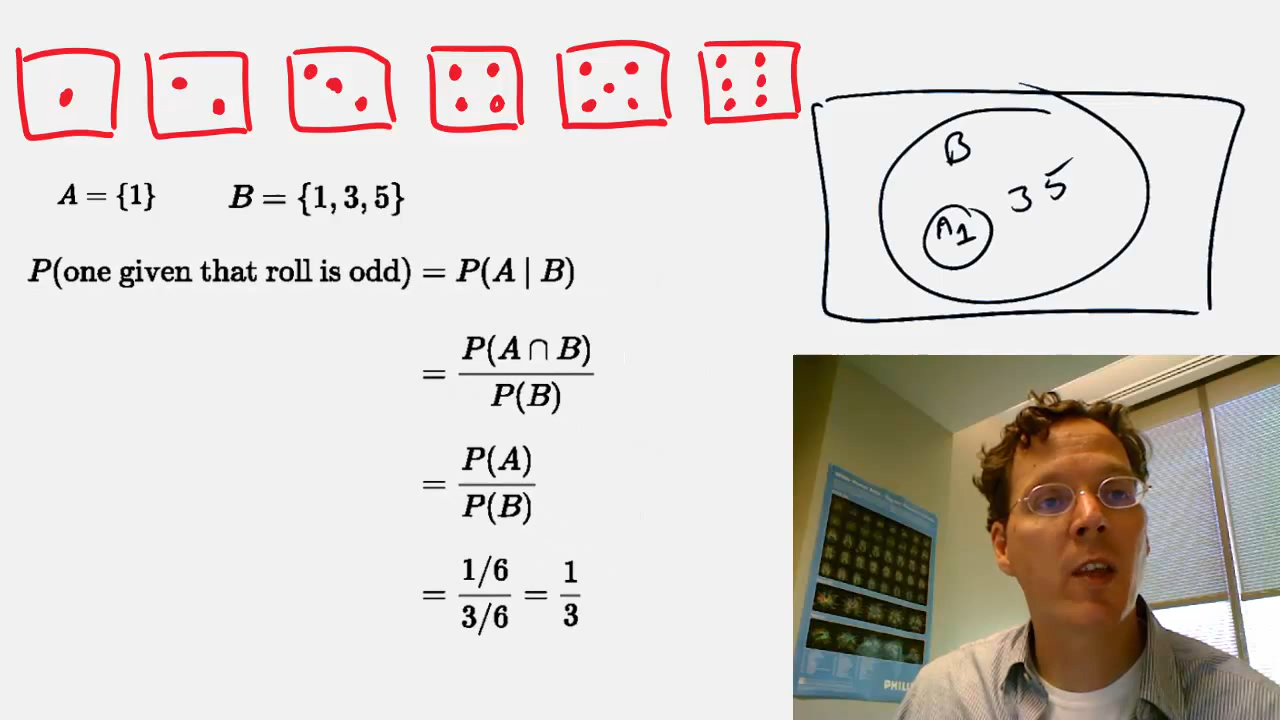 A = {1} B = {1, 3, 5}
P(one given that roll is odd) = P(A | B)
= P(A ∩ B) / P(B)
= P(A) / P(B)
= 1/6 / 3/6 = 1/3
B
3 5
A 1
PHILI